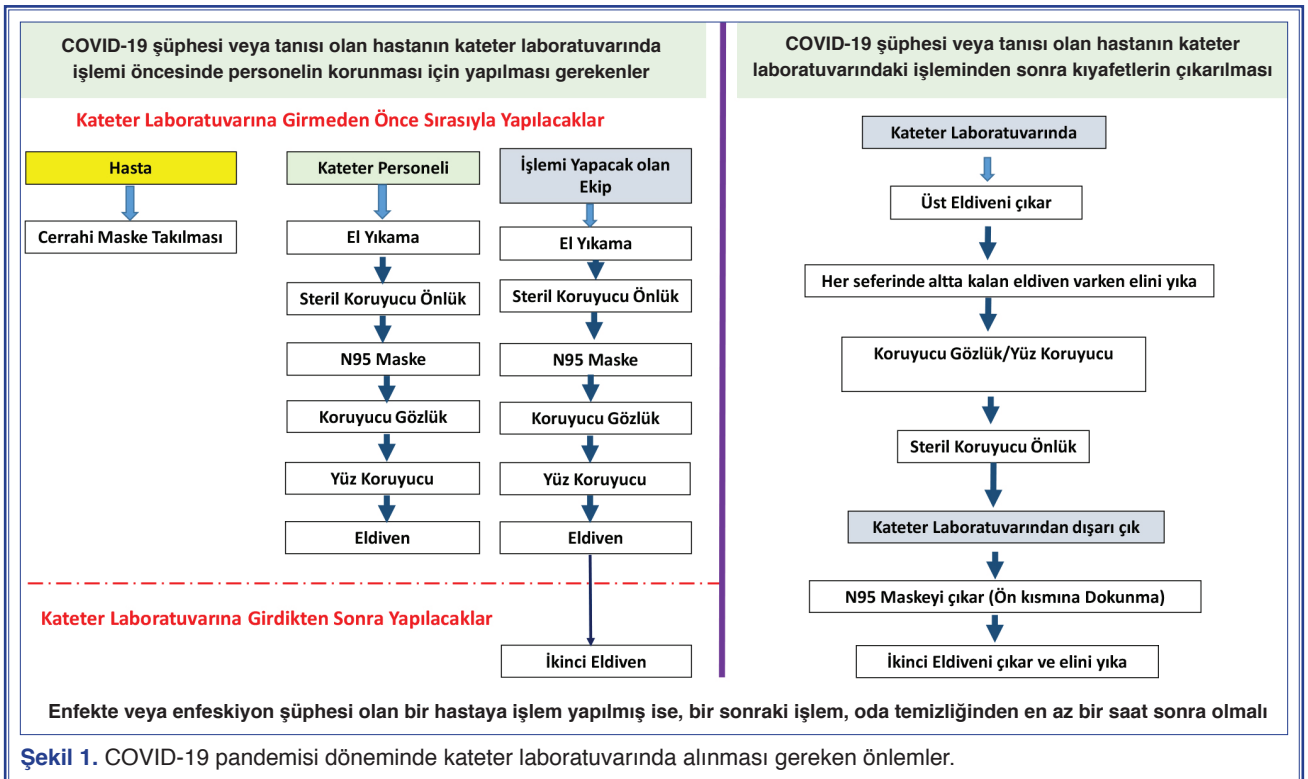 COVID-19 şüphesi veya tanısı olan hastanın kateter laboratuvarında
işlemi öncesinde personelin korunması için yapılması gerekenler
Kateter Laboratuvarına Girmeden Önce Sırasıyla Yapılacaklar
Hasta
Cerrahi Maske Takılması
Kateter Personeli
El Yıkama
Steril Koruyucu Önlük
N95 Maske
Koruyucu Gözlük
Yüz Koruyucu
Eldiven
İşlemi Yapacak olan
Ekip
El Yıkama
Steril Koruyucu Önlük
N95 Maske
Koruyucu Gözlük
Yüz Koruyucu
Eldiven
Kateter Laboratuvarına Girdikten Sonra Yapılacaklar
İkinci Eldiven
COVID-19 şüphesi veya tanısı olan hastanın kateter
laboratuvarındaki işleminden sonra kıyafetlerin çıkarılması
Kateter Laboratuvarında
Üst Eldiveni çıkar
Her seferinde altta kalan eldiven varken elini yıka
Koruyucu Gözlük/Yüz Koruyucu
Steril Koruyucu Önlük
Kateter Laboratuvarından dışarı çık
N95 Maskeyi çıkar (Ön kısmına Dokunma)
İkinci Eldiveni çıkar ve elini yıka
Enfekte veya enfeskiyon şüphesi olan bir hastaya işlem yapılmış ise, bir sonraki işlem, oda temizliğinden en az bir saat sonra olmalı
Şekil 1. COVID-19 pandemisi döneminde kateter laboratuvarında alınması gereken önlemler.